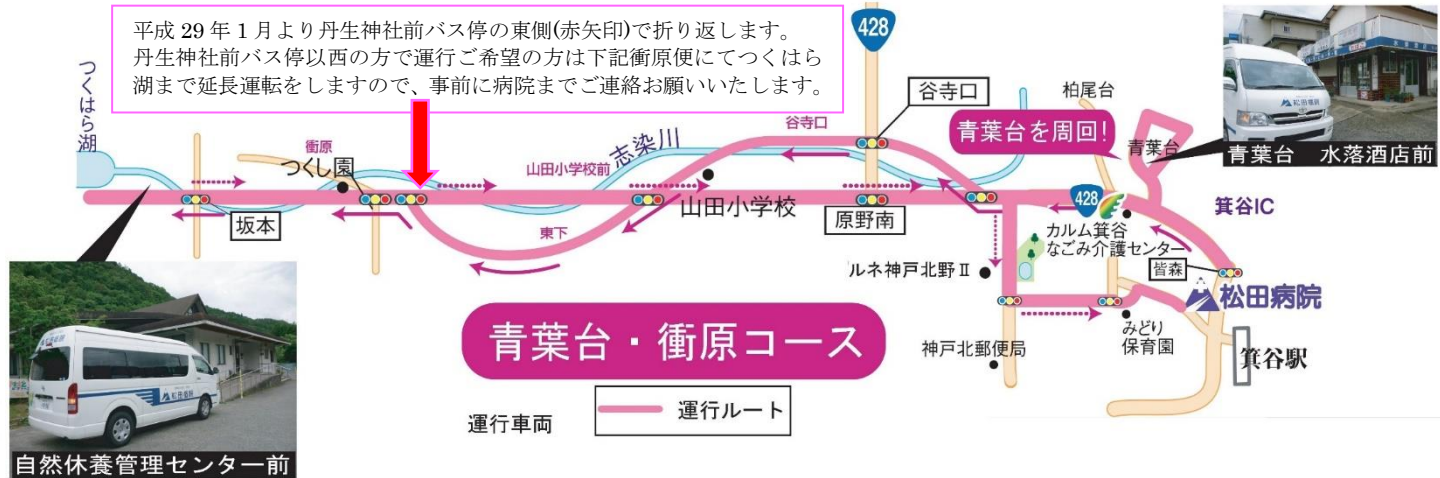 平成 29 年 1 月より丹生神社前バス停の東側(赤矢印)で折り返します。
丹生神社前バス停以西の方で運行ご希望の方は下記衝原便にてつくはら
湖まで延長運転をしますので、事前に病院までご連絡お願いいたします。
428
つくはら湖
衝原
つくし園
坂本
山田小学校前
志染川
東下
山田小学校
谷寺口
谷寺口
原野南
柏尾台
青葉台を周回!
青葉台
青葉台 水落酒店前
松田病院
428
カルム箕谷
なごみ介護センター
箕谷IC
皆森
ルネ神戸北野Ⅱ
松田病院
みどり
保育園
神戸北郵便局
箕谷駅
青葉台・衝原コース
運行車両
運行ルート
松田病院
自然休養管理センター前